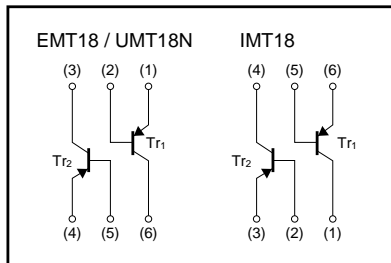 EMT18 / UMT18N IMT18
(3) (2) (1) (4) (5) (6)
Tr1 Tr1
Tr2 Tr2
(4) (5) (6) (3) (2) (1)